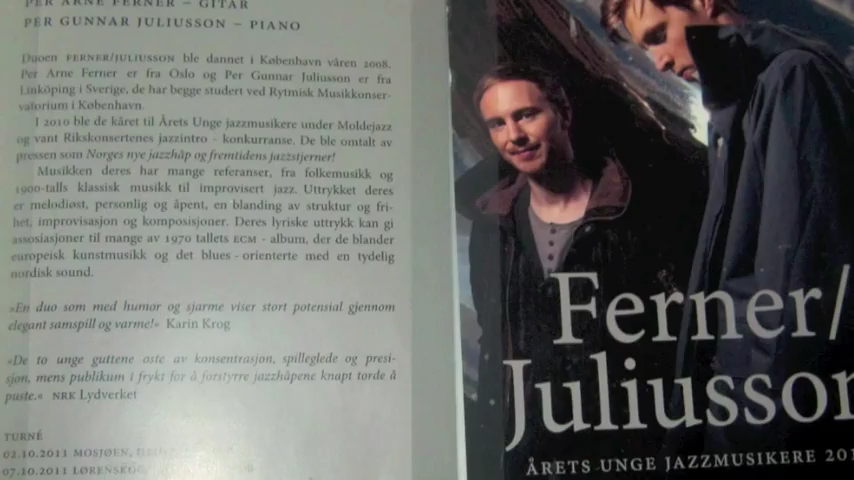 PER ARNE FERNER – GITAR
PER GUNNAR JULIUSSON – PIANO
Duoen FERNER/JULIUSSON ble dannet i København våren 2008.
Per Arne Ferner er fra Oslo og Per Gunnar Juliusson er fra
Linköping i Sverige, de har begge studert ved Rytmisk Musikkonser-
vatorium i København.
I 2010 ble de kåret til Årets Unge jazzmusikere under Moldejazz
og vant Rikskonsertenes jazzintro - konkurranse. De ble omtalt av
pressen som Norges nye jazzhåp og fremtidens jazzstjerner!
Musikken deres har mange referanser, fra folkemusikk og
1900-talls klassisk musikk til improvisert jazz. Uttrykket deres
er melodiøst, personlig og åpent, en blanding av struktur og fri-
het, improvisasjon og komposisjoner. Deres lyriske uttrykk kan gi
assosiasjoner til mange av 1970 tallets ECM - album, der de blander
europeisk kunstmusikk og det blues - orienterte med en tydelig
nordisk sound.
»En duo som med humor og sjarme viser stort potensial gjennom
elegant samspill og varme!« Karin Krog
»De to unge guttene oste av konsentrasjon, spilleglede og presi-
sjon, mens publikum i frykt for å forstyrre jazzhåpene knapt torde å
puste.« NRK Lydverket
TURNÉ
02.10.2011 MOSJØEN,
07.10.2011 LØRENSKOG
Ferner/
Juliusson
ÅRETS UNGE JAZZMUSIKERE 201